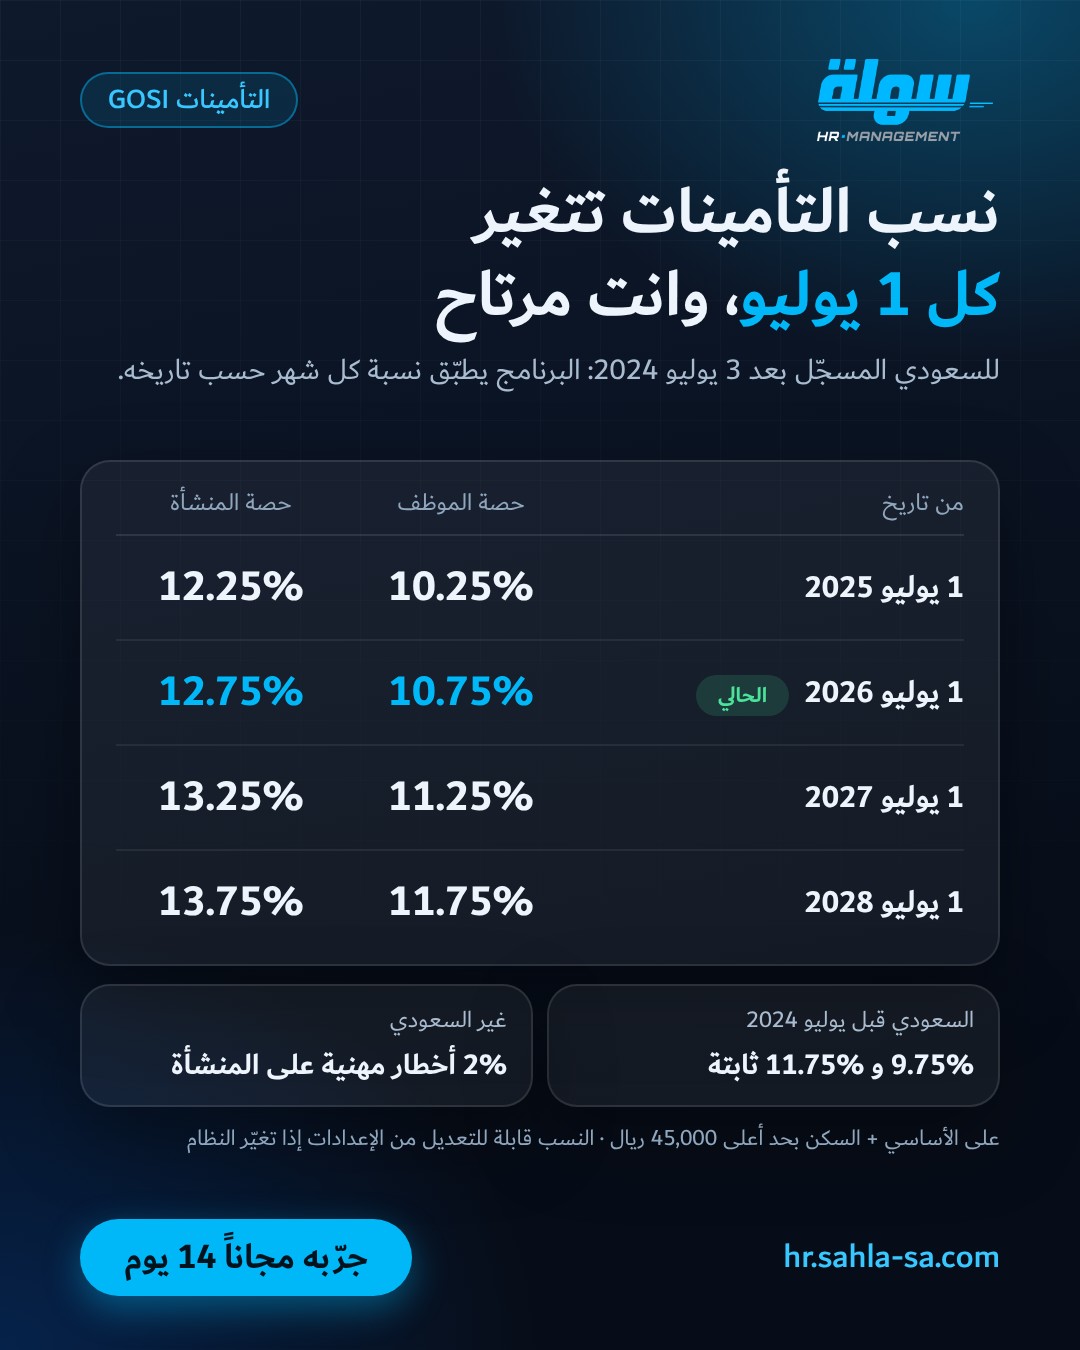 سهلة
HR·MANAGEMENT
التأمينات GOSI
نسب التأمينات تتغير
كل 1 يوليو، وانت مرتاح
للسعودي المسجّل بعد 3 يوليو 2024: البرنامج يطبّق نسبة كل شهر حسب تاريخه.
من تاريخ حصة الموظف حصة المنشأة
1 يوليو 2025 10.25% 12.25%
1 يوليو 2026 الحالي 10.75% 12.75%
1 يوليو 2027 11.25% 13.25%
1 يوليو 2028 11.75% 13.75%
السعودي قبل يوليو 2024
9.75% و 11.75% ثابتة
غير السعودي
2% أخطار مهنية على المنشأة
على الأساسي + السكن بحد أعلى 45,000 ريال · النسب قابلة للتعديل من الإعدادات إذا تغيّر النظام
hr.sahla-sa.com
جرّبه مجاناً 14 يوم